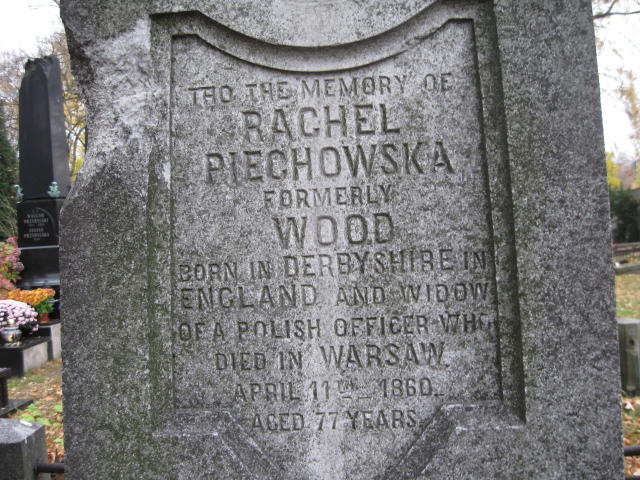 THO THE MEMORY OF
RACHEL
PIECHOWSKA
FORMERLY
WOOD
BORN IN DERBYSHIRE IN
ENGLAND AND WIDOW
OF A POLISH OFFICER WHO
DIED IN WARSAW.
APRIL 11TH 1860.
AGED 77 YEARS.